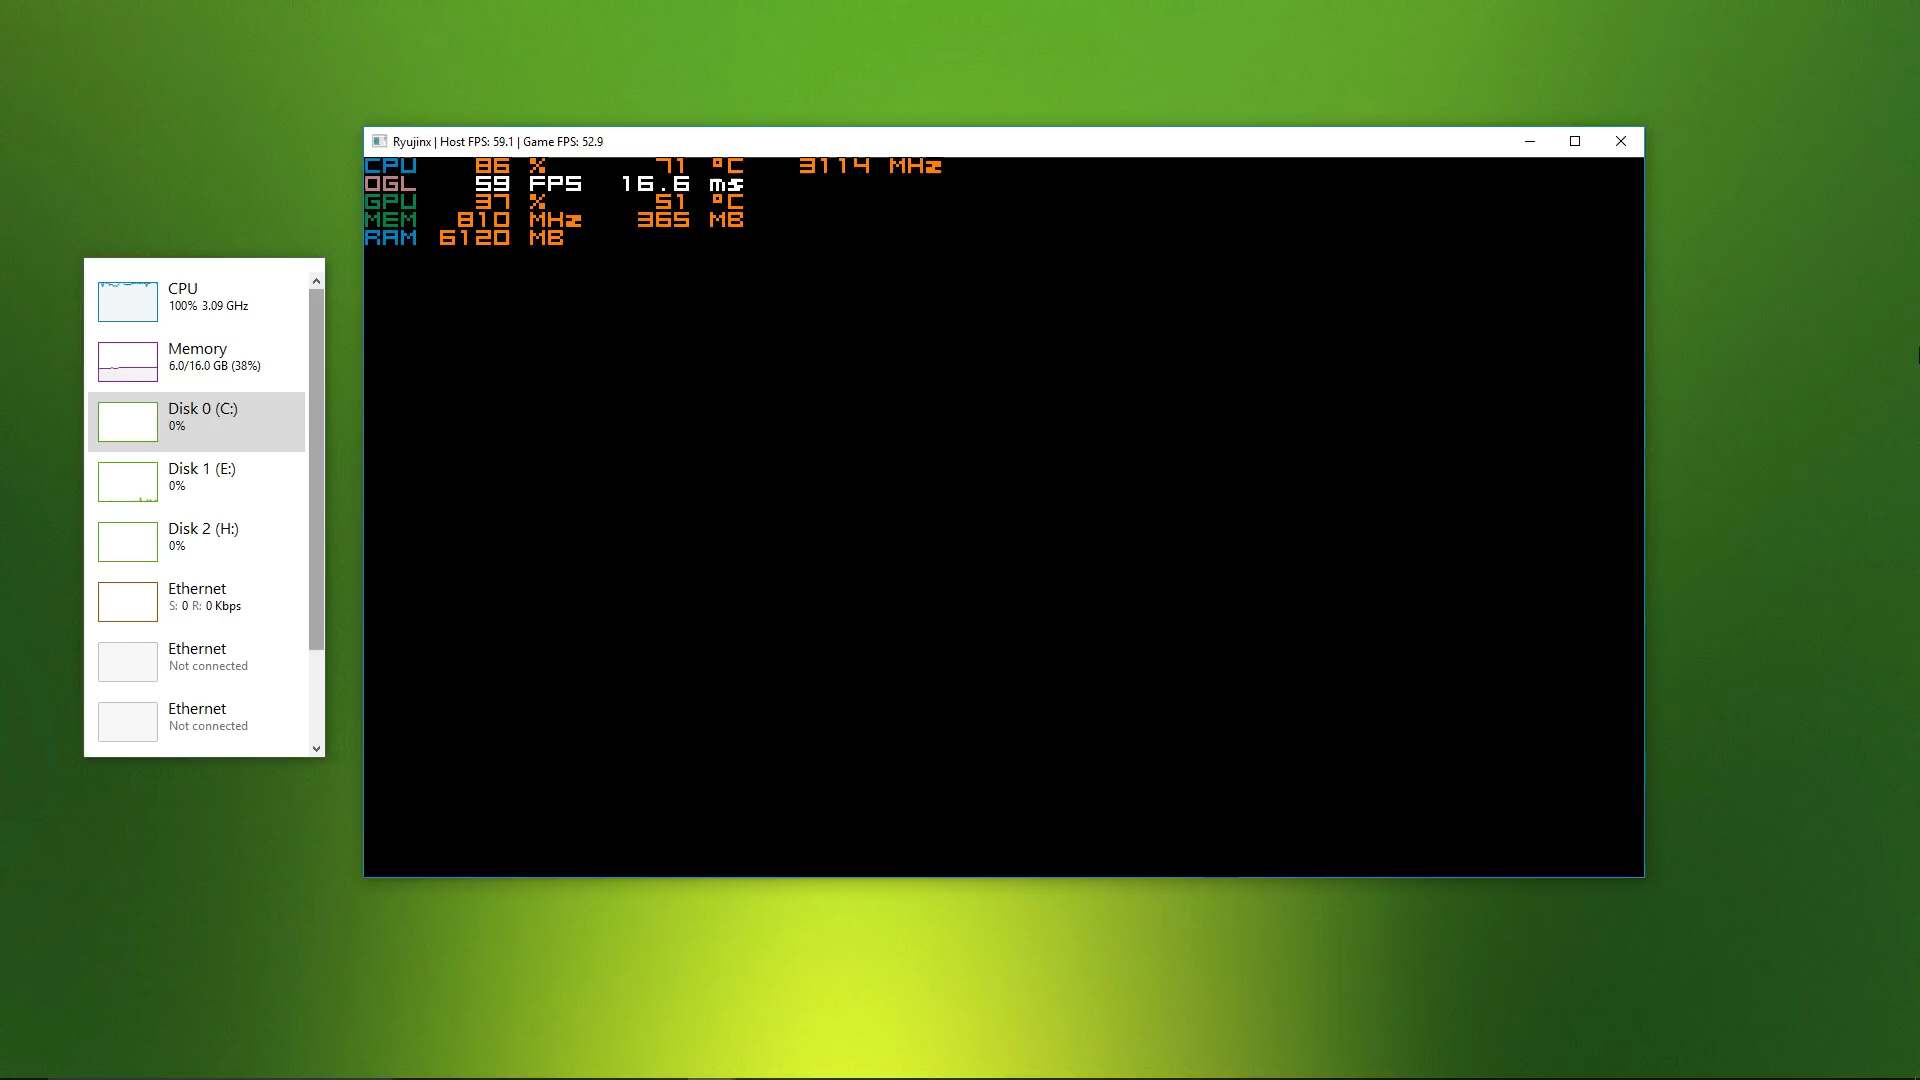 Ryujinx | Host FPS: 59.1 | Game FPS: 52.9
CPU 86 % 71 °C 3114 MHz
OGL 59 FPS 16.6 ms
GPU 37 % 51 °C
MEM 810 MHz 365 MB
RAM 6120 MB
CPU
100% 3.09 GHz
Memory
6.0/16.0 GB (38%)
Disk 0 (C:)
0%
Disk 1 (E:)
0%
Disk 2 (H:)
0%
Ethernet
S: 0 R: 0 Kbps
Ethernet
Not connected
Ethernet
Not connected